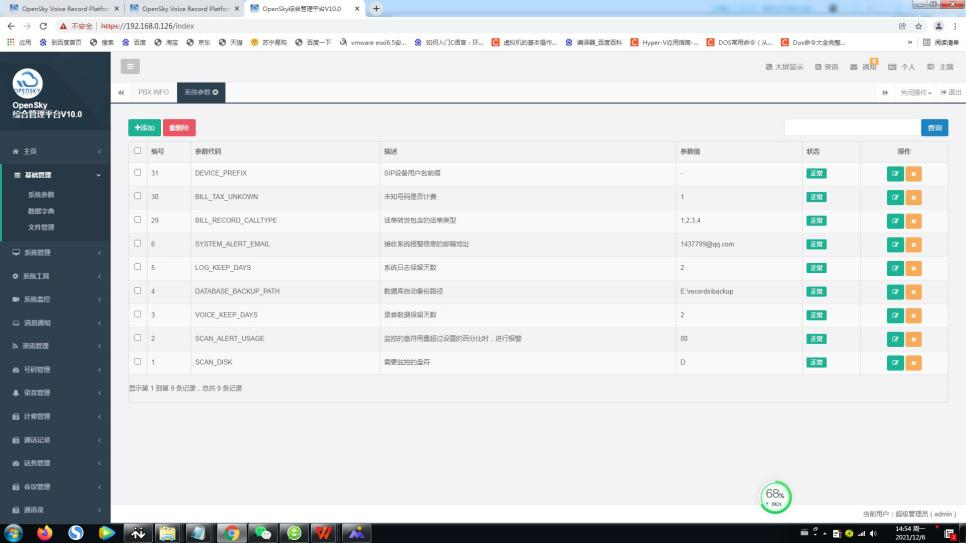 OpenSky Voice Record Platfor
OpenSky Voice Record Platfor
OpenSky综合管理平台V10.0
不安全 | https://192.168.0.126/index
应用 到百度首页 搜索 百度 淘宝 京东 天猫 苏宁易购 百度一下 vmware esxi6.5安... 如何入门C语言：环... 虚拟机的基本操作... 编译器_百度百科 Hyper-V应用指南-... DOS常用命令（从... Dos命令大全完整... » 阅读清单
OPENSKY
OpenSky
综合管理平台V10.0
大屏显示 资讯 通知 个人 主题
PBX INFO 系统参数 关闭操作 退出
主页
基础管理
系统参数
数据字典
文件管理
系统管理
系统工具
系统监控
消息通知
资讯管理
号码管理
录音管理
计费管理
通话记录
话务管理
会议管理
通讯录
+添加 删除 查询
编号 参数代码 描述 参数值 状态 操作
31 DEVICE_PREFIX SIP设备用户名前缀 - 正常
30 BILL_TAX_UNKOWN 未知号码是否计费 1 正常
29 BILL_RECORD_CALLTYPE 话单转发包含的话单类型 1,2,3,4 正常
6 SYSTEM_ALERT_EMAIL 接收系统报警信息的邮箱地址 1437799@qq.com 正常
5 LOG_KEEP_DAYS 系统日志保留天数 2 正常
4 DATABASE_BACKUP_PATH 数据库自动备份路径 E:\records\backup 正常
3 VOICE_KEEP_DAYS 录音数据保留天数 2 正常
2 SCAN_ALERT_USAGE 监控的盘符用量超过设置的百分比时，进行报警 88 正常
1 SCAN_DISK 需要监控的盘符 D 正常
显示第 1 到第 9 条记录，总共 9 条记录
68%
0K/s
当前用户：超级管理员（admin）
14:54 周一
2021/12/6